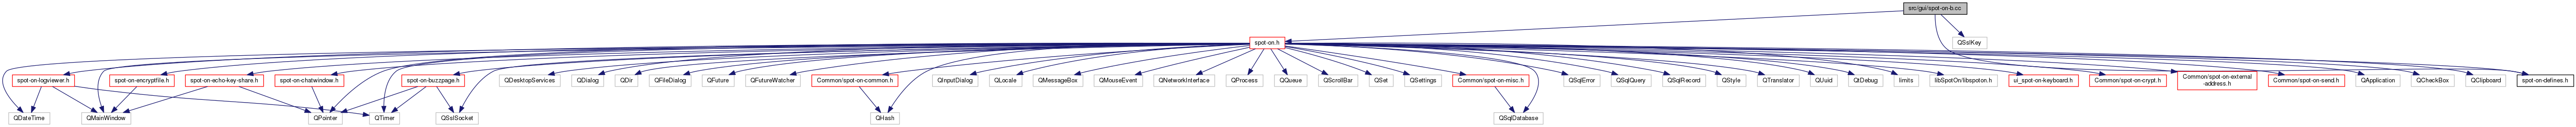 src/gui/spot-on-b.cc
spot-on.h
QSslKey
spot-on-logviewer.h
spot-on-encryptfile.h
spot-on-echo-key-share.h
spot-on-chatwindow.h
spot-on-buzzpage.h
QDesktopServices
QDialog
QDir
QFileDialog
QFuture
QFutureWatcher
Common/spot-on-common.h
QInputDialog
QLocale
QMessageBox
QMouseEvent
QNetworkInterface
QProcess
QQueue
QScrollBar
QSet
QSettings
Common/spot-on-misc.h
QSqlError
QSqlQuery
QSqlRecord
QStyle
QTranslator
QUuid
QtDebug
limits
libSpotOn/libspoton.h
ui_spot-on-keyboard.h
Common/spot-on-crypt.h
Common/spot-on-external
-address.h
Common/spot-on-send.h
QApplication
QCheckBox
QClipboard
spot-on-defines.h
QDateTime
QMainWindow
QPointer
QTimer
QSslSocket
QHash
QSqlDatabase